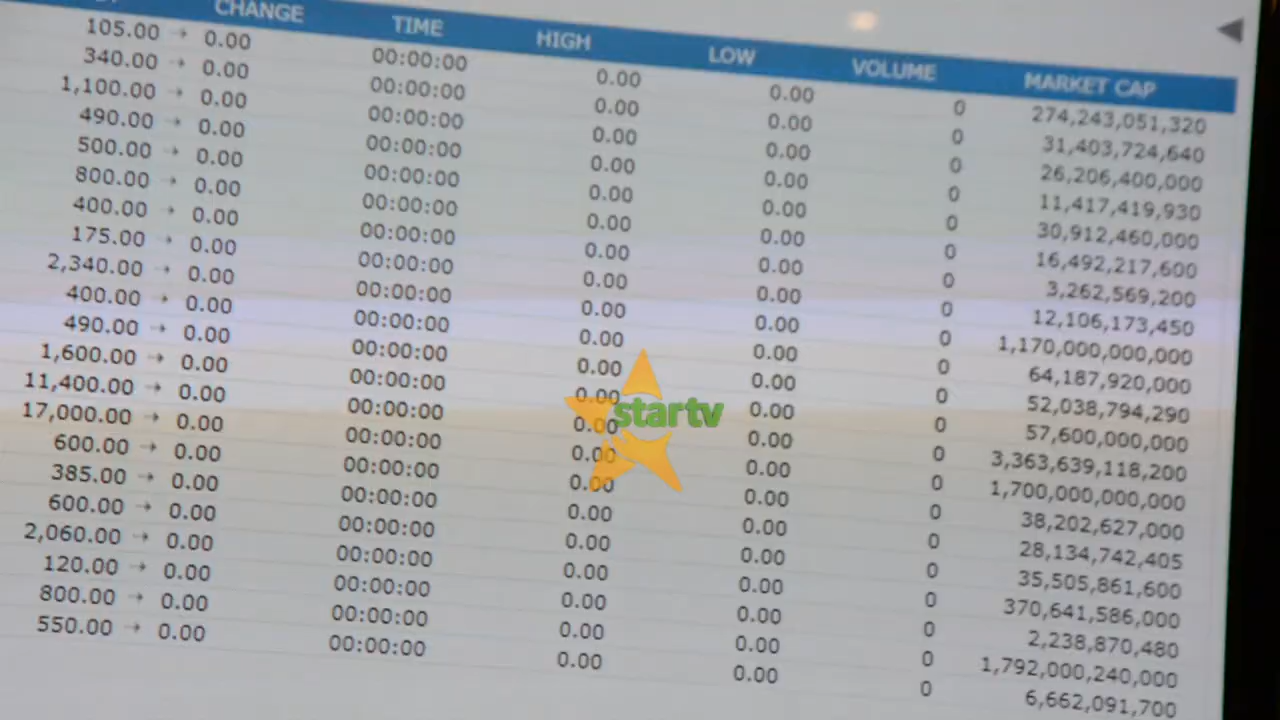 CHANGE TIME HIGH LOW VOLUME MARKET CAP
105.00 → 0.00 00:00:00 0.00 0.00 0 274,243,051,320
340.00 → 0.00 00:00:00 0.00 0.00 0 31,403,724,640
1,100.00 → 0.00 00:00:00 0.00 0.00 0 26,206,400,000
490.00 → 0.00 00:00:00 0.00 0.00 0 11,417,419,930
500.00 → 0.00 00:00:00 0.00 0.00 0 30,912,460,000
800.00 → 0.00 00:00:00 0.00 0.00 0 16,492,217,600
400.00 → 0.00 00:00:00 0.00 0.00 0 3,262,569,200
175.00 → 0.00 00:00:00 0.00 0.00 0 12,106,173,450
2,340.00 → 0.00 00:00:00 0.00 0.00 0 1,170,000,000,000
400.00 → 0.00 00:00:00 0.00 0.00 0 64,187,920,000
490.00 → 0.00 00:00:00 0.00 0.00 0 52,038,794,290
1,600.00 → 0.00 00:00:00 0.00 0.00 0 57,600,000,000
11,400.00 → 0.00 00:00:00 0.00 0.00 0 3,363,639,118,200
17,000.00 → 0.00 00:00:00 0.00 0.00 0 1,700,000,000,000
600.00 → 0.00 00:00:00 0.00 0.00 0 38,202,627,000
385.00 → 0.00 00:00:00 0.00 0.00 0 28,134,742,405
600.00 → 0.00 00:00:00 0.00 0.00 0 35,505,861,600
2,060.00 → 0.00 00:00:00 0.00 0.00 0 370,641,586,000
120.00 → 0.00 00:00:00 0.00 0.00 0 2,238,870,480
800.00 → 0.00 00:00:00 0.00 0.00 0 1,792,000,240,000
550.00 → 0.00 00:00:00 0.00 0.00 0 6,662,091,700
startv